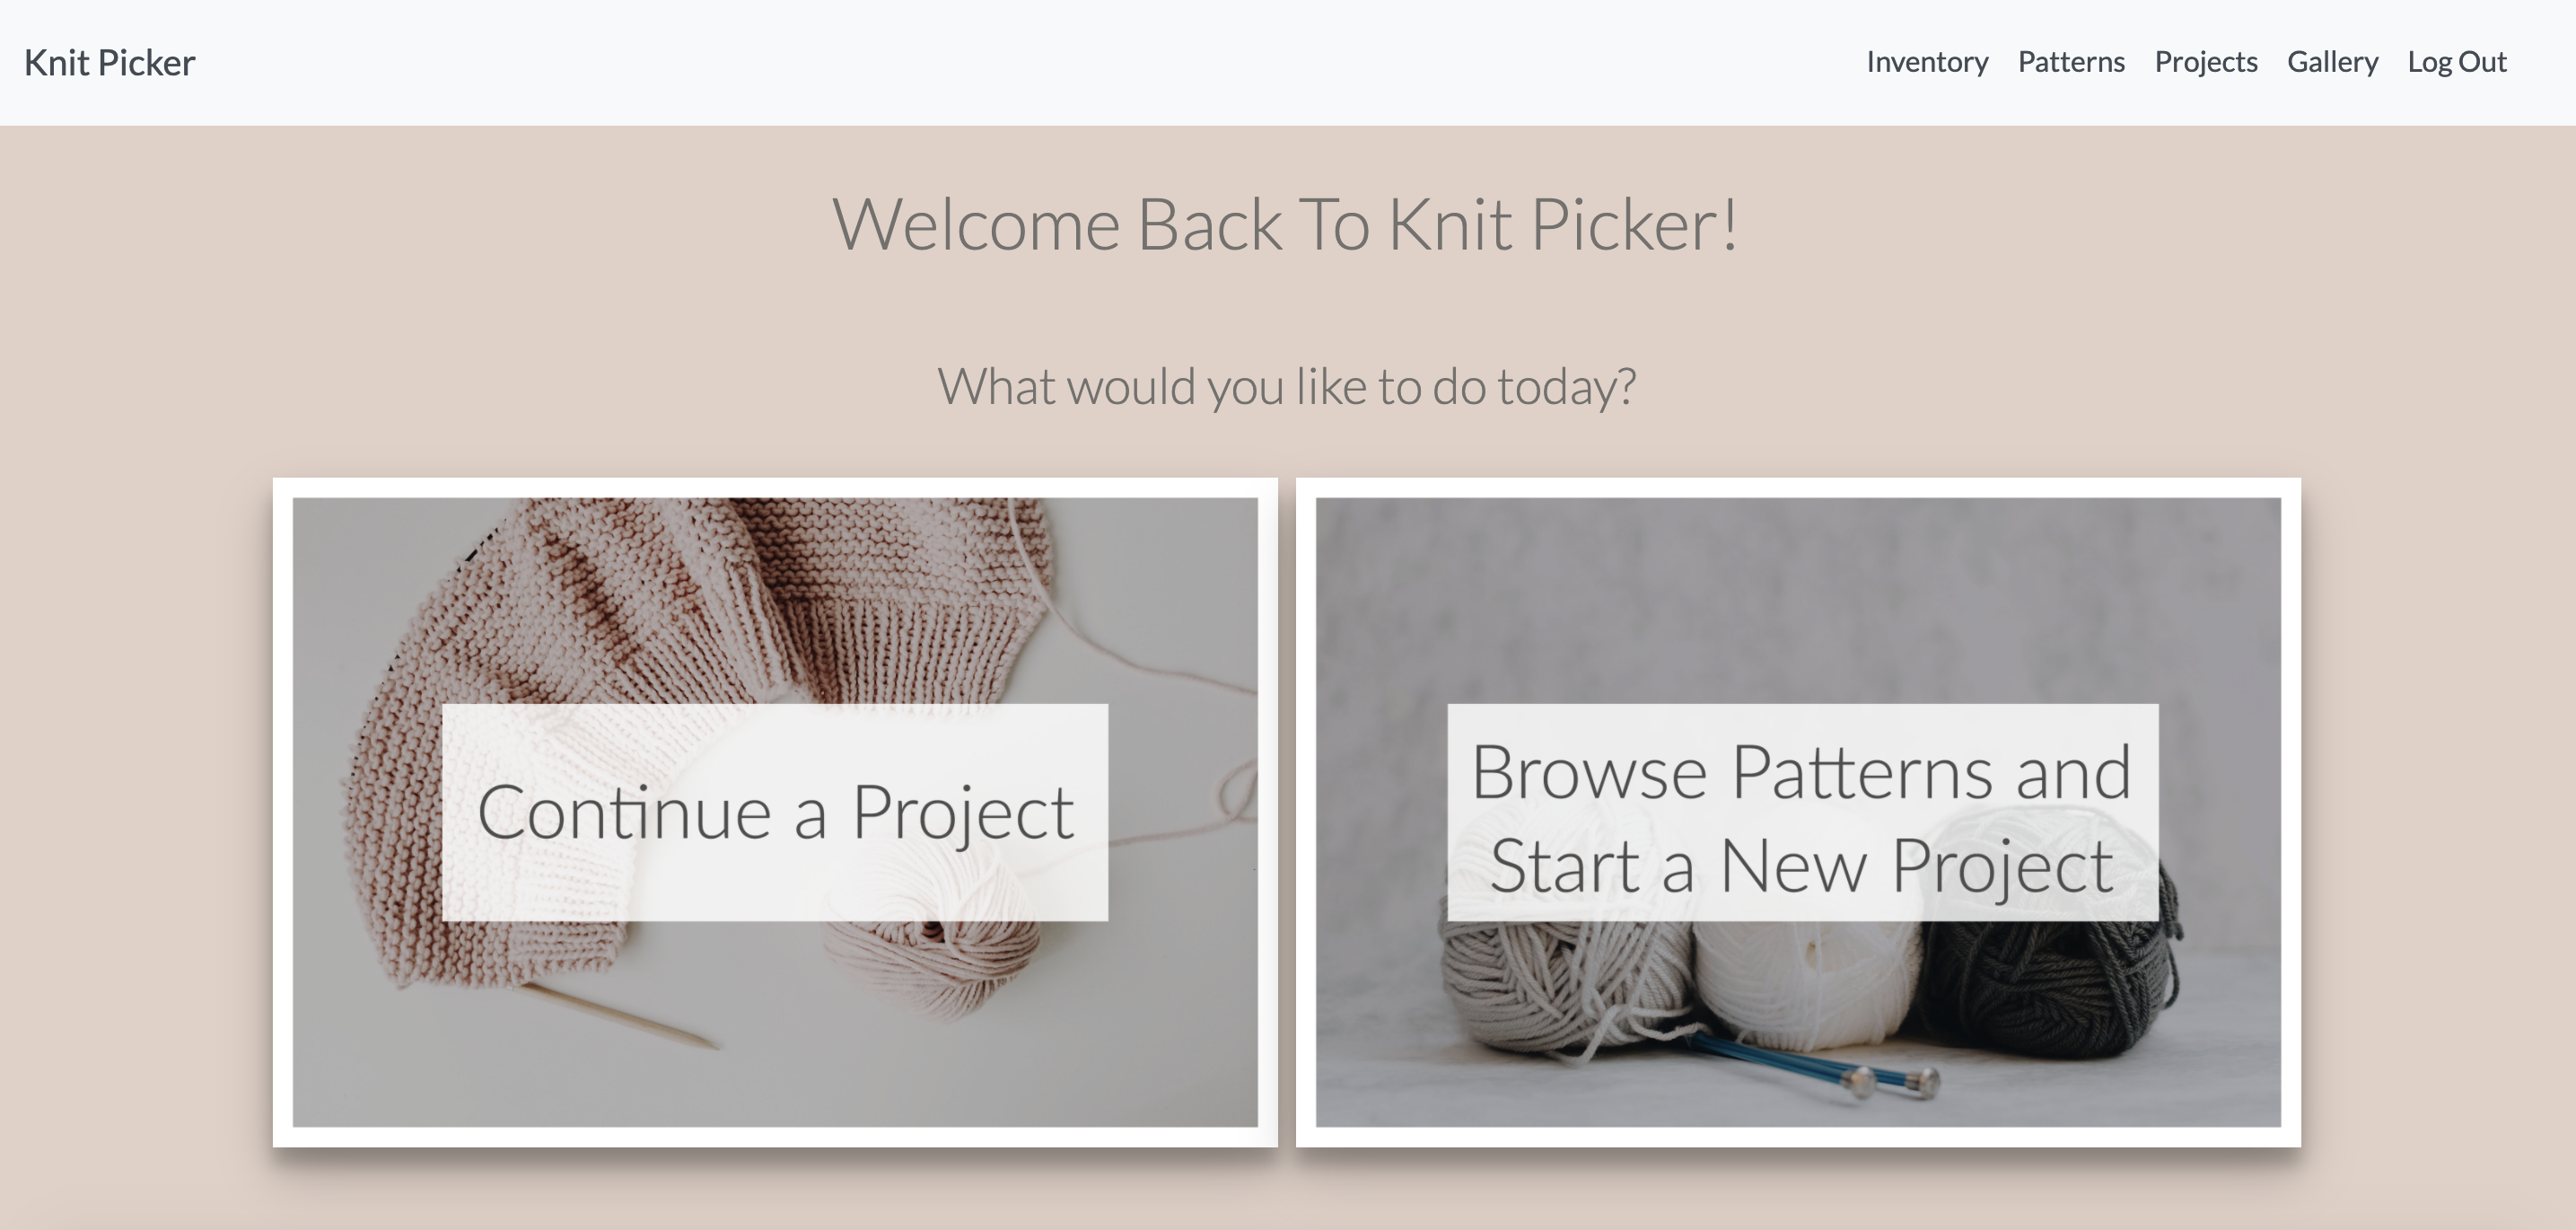 Knit Picker
Inventory Patterns Projects Gallery Log Out
Welcome Back To Knit Picker!
What would you like to do today?
Continue a Project
Browse Patterns and
Start a New Project